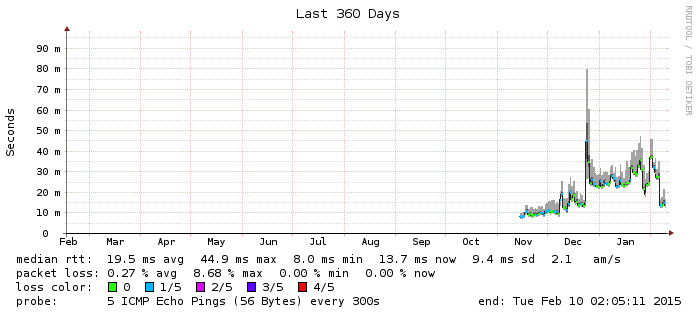 Last 360 Days
RRDTOOL / TOBI OETIKER
Seconds
90 m
80 m
70 m
60 m
50 m
40 m
30 m
20 m
10 m
0
Feb Mar Apr May Jun Jul Aug Sep Oct Nov Dec Jan
median rtt: 19.5 ms avg 44.9 ms max 8.0 ms min 13.7 ms now 9.4 ms sd 2.1 am/s
packet loss: 0.27 % avg 8.68 % max 0.00 % min 0.00 % now
loss color: 0 1/5 2/5 3/5 4/5
probe: 5 ICMP Echo Pings (56 Bytes) every 300s end: Tue Feb 10 02:05:11 2015